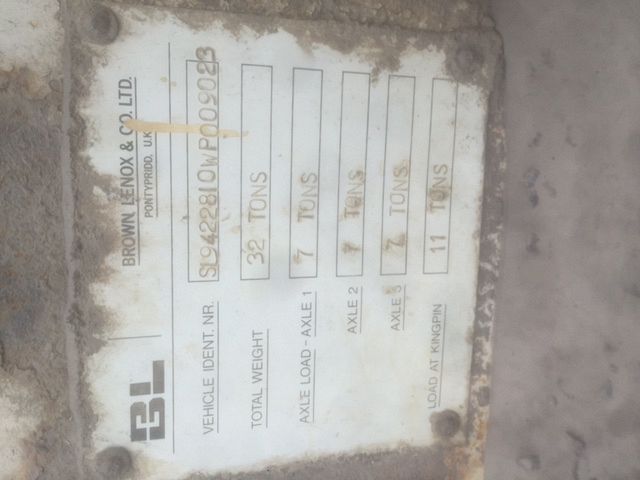 BL
BROWN LENOX & CO. LTD.
PONTYPRIDD, U.K.
VEHICLE IDENT. NR. SL942281OWP009083
TOTAL WEIGHT 32 TONS
AXLE LOAD - AXLE 1 7 TONS
AXLE 2 7 TONS
AXLE 3 7 TONS
LOAD AT KINGPIN 11 TONS